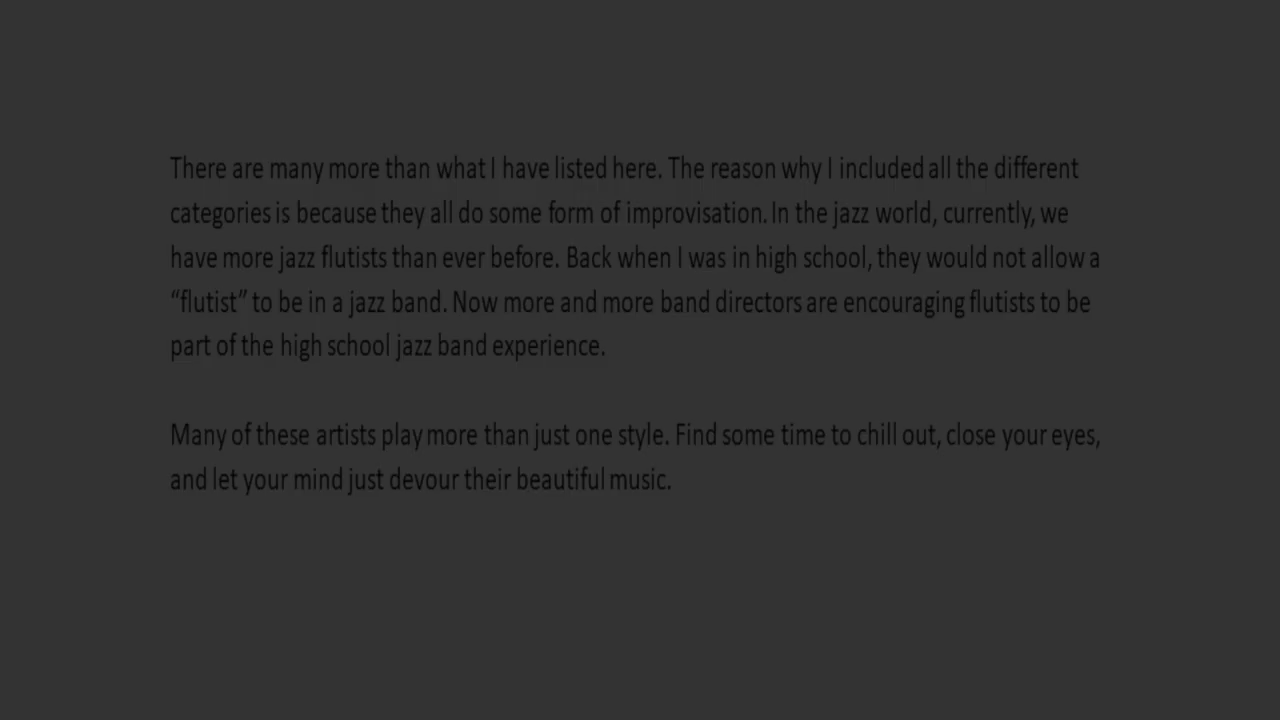 There are many more than what I have listed here. The reason why I included all the different
categories is because they all do some form of improvisation. In the jazz world, currently, we
have more jazz flutists than ever before. Back when I was in high school, they would not allow a
“flutist” to be in a jazz band. Now more and more band directors are encouraging flutists to be
part of the high school jazz band experience.
Many of these artists play more than just one style. Find some time to chill out, close your eyes,
and let your mind just devour their beautiful music.